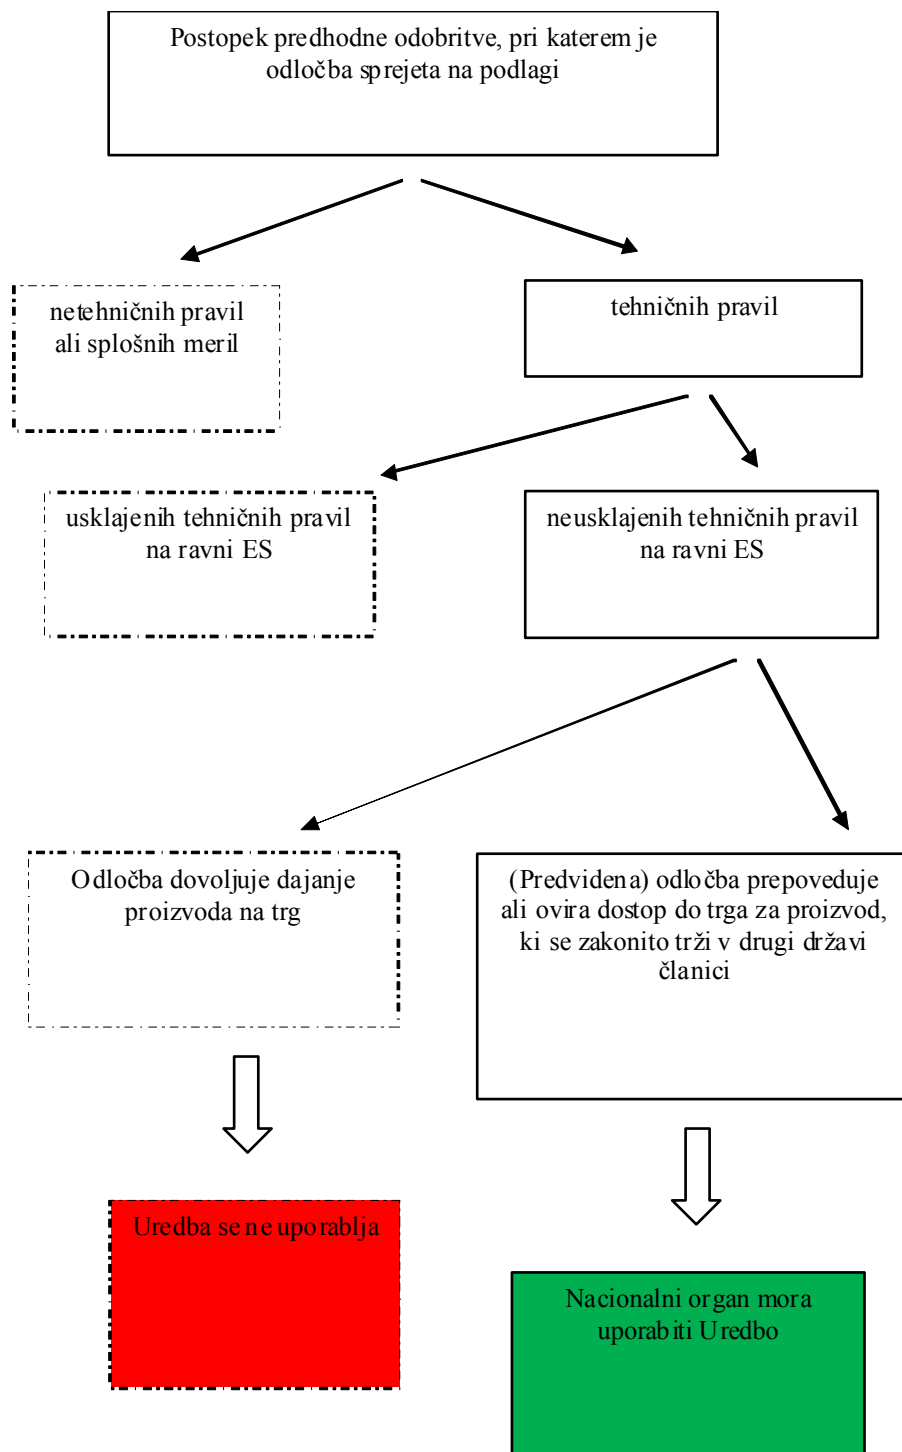 Postopek predhodne odobritve, pri katerem je
odločba sprejeta na podlagi
netehničnih pravil
ali splošnih meril
tehničnih pravil
usklajenih tehničnih pravil
na ravni ES
neusklajenih tehničnih pravil
na ravni ES
Odločba dovoljuje dajanje
proizvoda na trg
(Predvidena) odločba prepoveduje
ali ovira dostop do trga za proizvod,
ki se zakonito trži v drugi državi
članici
Uredba se ne uporablja
Nacionalni organ mora
uporabiti Uredbo